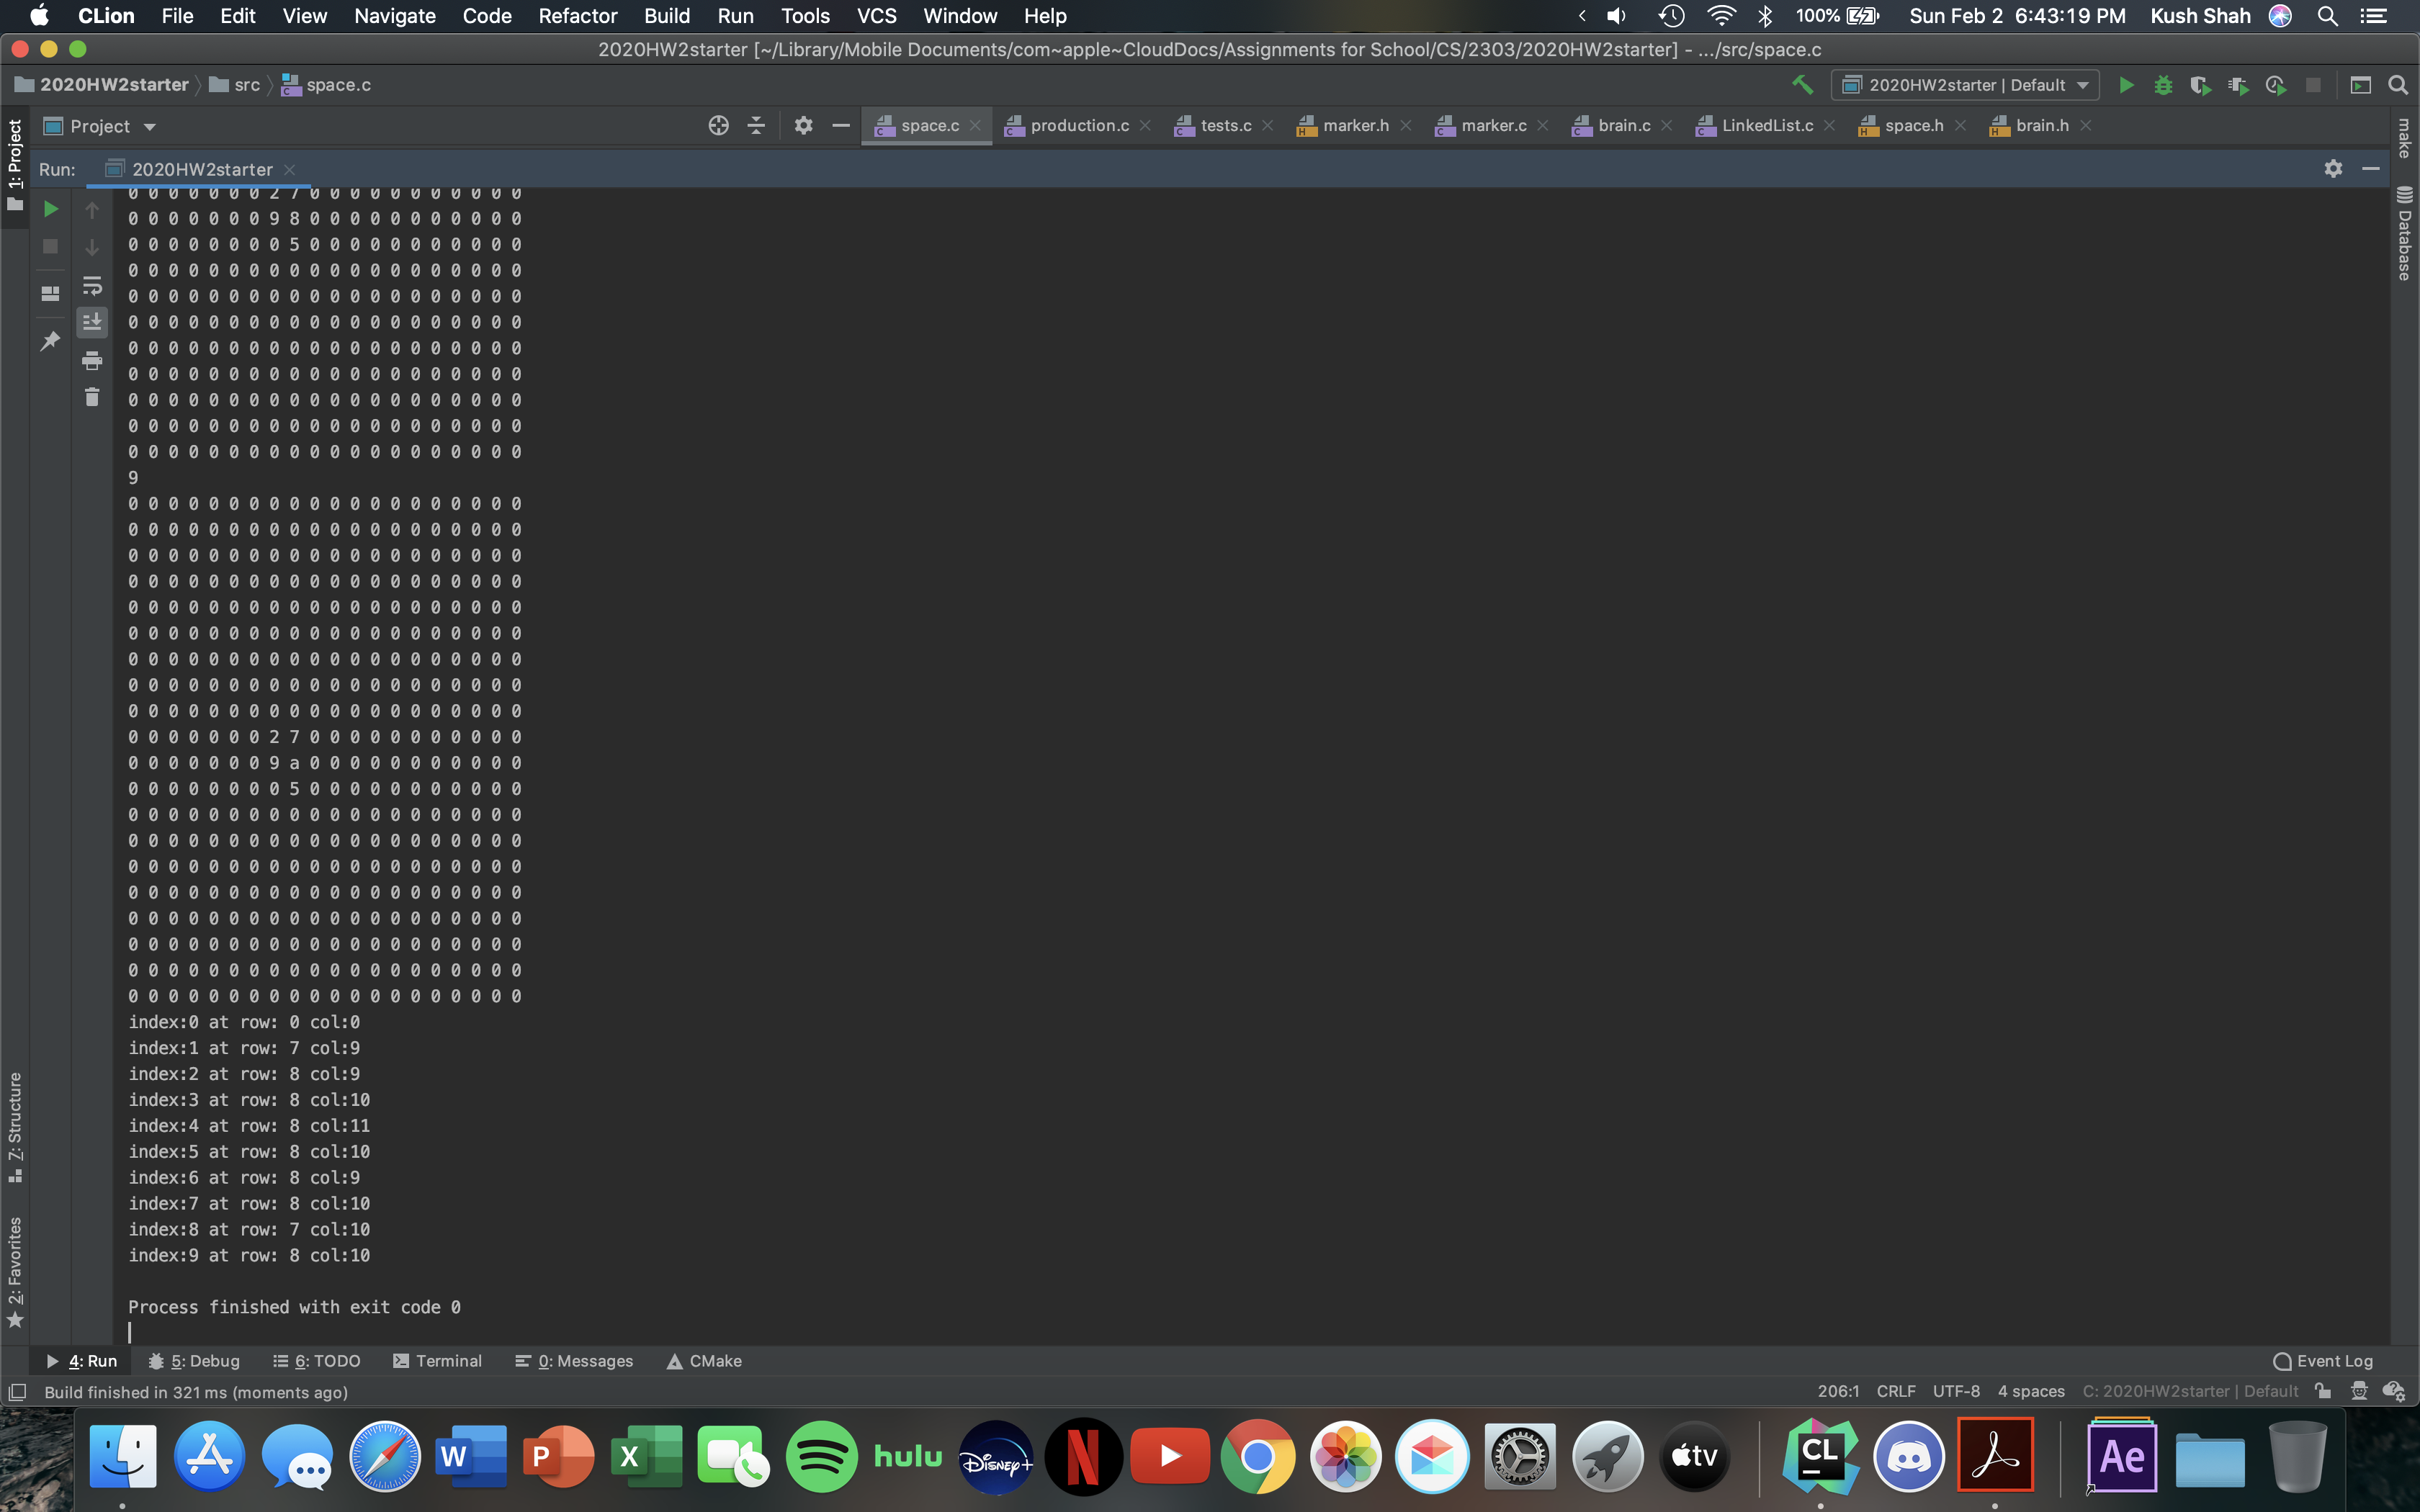 CLion File Edit View Navigate Code Refactor Build Run Tools VCS Window Help 100% Sun Feb 2 6:43:19 PM Kush Shah
2020HW2starter [~/Library/Mobile Documents/com~apple~CloudDocs/Assignments for School/CS/2303/2020HW2starter] - .../src/space.c
2020HW2starter src space.c 2020HW2starter | Default
1: Project
Project space.c production.c tests.c marker.h marker.c brain.c LinkedList.c space.h brain.h
make
Database
Run: 2020HW2starter
0 0 0 0 0 0 0 2 7 0 0 0 0 0 0 0 0 0 0 0
0 0 0 0 0 0 0 9 8 0 0 0 0 0 0 0 0 0 0 0
0 0 0 0 0 0 0 0 5 0 0 0 0 0 0 0 0 0 0 0
0 0 0 0 0 0 0 0 0 0 0 0 0 0 0 0 0 0 0 0
0 0 0 0 0 0 0 0 0 0 0 0 0 0 0 0 0 0 0 0
0 0 0 0 0 0 0 0 0 0 0 0 0 0 0 0 0 0 0 0
0 0 0 0 0 0 0 0 0 0 0 0 0 0 0 0 0 0 0 0
0 0 0 0 0 0 0 0 0 0 0 0 0 0 0 0 0 0 0 0
0 0 0 0 0 0 0 0 0 0 0 0 0 0 0 0 0 0 0 0
0 0 0 0 0 0 0 0 0 0 0 0 0 0 0 0 0 0 0 0
0 0 0 0 0 0 0 0 0 0 0 0 0 0 0 0 0 0 0 0
9
0 0 0 0 0 0 0 0 0 0 0 0 0 0 0 0 0 0 0 0
0 0 0 0 0 0 0 0 0 0 0 0 0 0 0 0 0 0 0 0
0 0 0 0 0 0 0 0 0 0 0 0 0 0 0 0 0 0 0 0
0 0 0 0 0 0 0 0 0 0 0 0 0 0 0 0 0 0 0 0
0 0 0 0 0 0 0 0 0 0 0 0 0 0 0 0 0 0 0 0
0 0 0 0 0 0 0 0 0 0 0 0 0 0 0 0 0 0 0 0
0 0 0 0 0 0 0 0 0 0 0 0 0 0 0 0 0 0 0 0
0 0 0 0 0 0 0 0 0 0 0 0 0 0 0 0 0 0 0 0
0 0 0 0 0 0 0 0 0 0 0 0 0 0 0 0 0 0 0 0
0 0 0 0 0 0 0 2 7 0 0 0 0 0 0 0 0 0 0 0
0 0 0 0 0 0 0 9 a 0 0 0 0 0 0 0 0 0 0 0
0 0 0 0 0 0 0 0 5 0 0 0 0 0 0 0 0 0 0 0
0 0 0 0 0 0 0 0 0 0 0 0 0 0 0 0 0 0 0 0
0 0 0 0 0 0 0 0 0 0 0 0 0 0 0 0 0 0 0 0
0 0 0 0 0 0 0 0 0 0 0 0 0 0 0 0 0 0 0 0
0 0 0 0 0 0 0 0 0 0 0 0 0 0 0 0 0 0 0 0
0 0 0 0 0 0 0 0 0 0 0 0 0 0 0 0 0 0 0 0
0 0 0 0 0 0 0 0 0 0 0 0 0 0 0 0 0 0 0 0
0 0 0 0 0 0 0 0 0 0 0 0 0 0 0 0 0 0 0 0
0 0 0 0 0 0 0 0 0 0 0 0 0 0 0 0 0 0 0 0
index:0 at row: 0 col:0
index:1 at row: 7 col:9
index:2 at row: 8 col:9
index:3 at row: 8 col:10
index:4 at row: 8 col:11
index:5 at row: 8 col:10
index:6 at row: 8 col:9
index:7 at row: 8 col:10
index:8 at row: 7 col:10
index:9 at row: 8 col:10
Process finished with exit code 0
7: Structure
2: Favorites
4: Run 5: Debug 6: TODO Terminal 0: Messages CMake Event Log
Build finished in 321 ms (moments ago) 206:1 CRLF UTF-8 4 spaces C: 2020HW2starter | Default
W P X hulu Disney+ N tv CL Ae